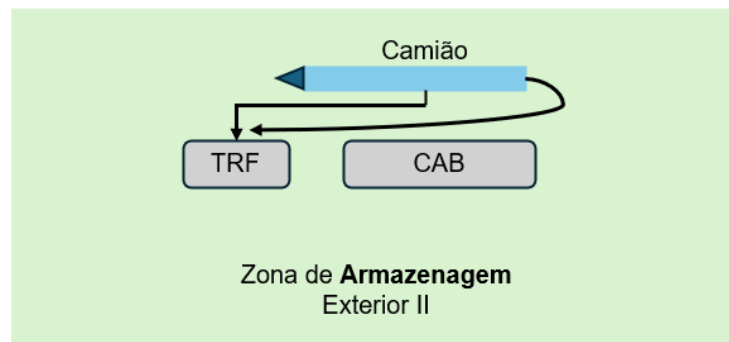 Camião
TRF
CAB
Zona de Armazenagem
Exterior II